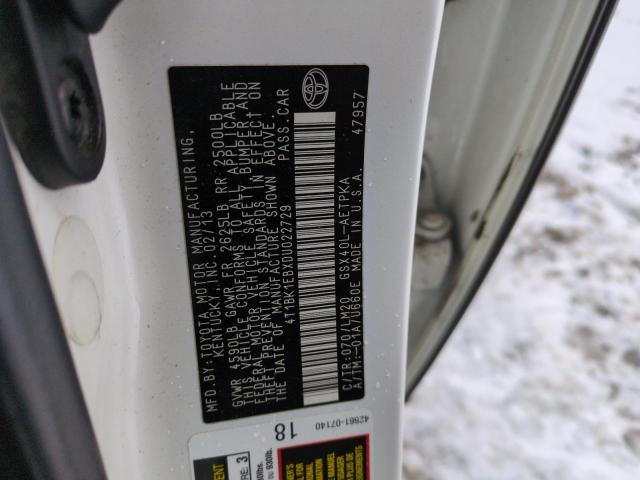 MFD. BY: TOYOTA MOTOR MANUFACTURING,
KENTUCKY, INC. 02/13
GVWR 4590LB GAWR FR 2625LB RR 2500LB
THIS VEHICLE CONFORMS TO ALL APPLICABLE
FEDERAL MOTOR VEHICLE SAFETY, BUMPER, AND
THEFT PREVENTION STANDARDS IN EFFECT ON
THE DATE OF MANUFACTURE SHOWN ABOVE.
4T1BK1EBXDU022729 PASS.CAR
C/TR:070/LM20 GSX40L-AETPKA
A/TM:-01A/U660E MADE IN U.S.A.
47957
42661-07140
18